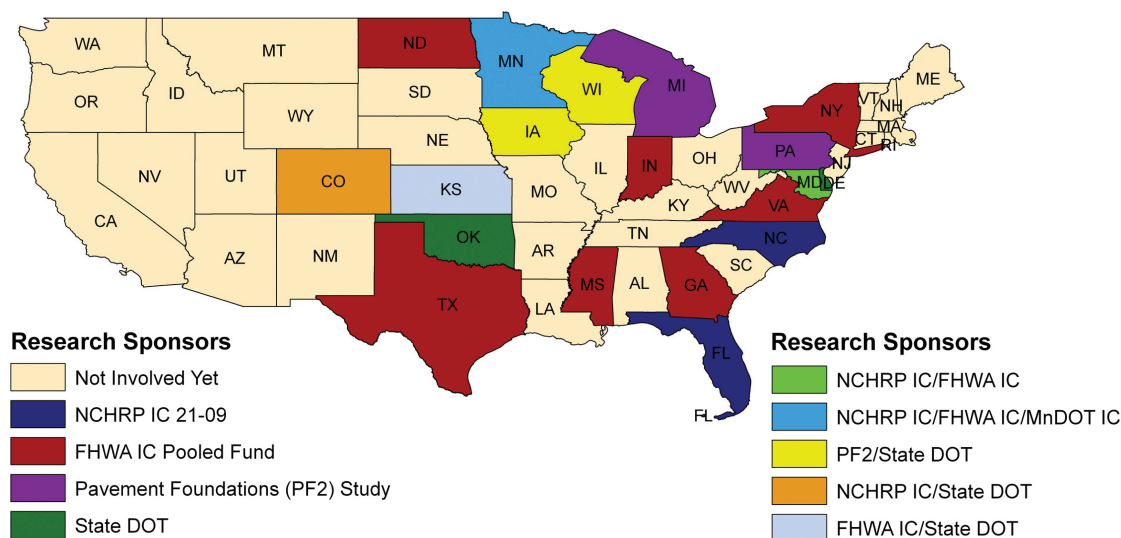 WA
MT
ND
MN
ME
OR
ID
WY
SD
WI
MI
VT
NH
NY
MA
CT
RI
NE
IA
PA
NJ
NV
UT
CO
KS
IL
IN
OH
MD
DE
WV
MO
KY
VA
CA
AZ
NM
OK
AR
TN
NC
SC
TX
LA
MS
AL
GA
FL
FL
Research Sponsors
Not Involved Yet
NCHRP IC 21-09
FHWA IC Pooled Fund
Pavement Foundations (PF2) Study
State DOT
Research Sponsors
NCHRP IC/FHWA IC
NCHRP IC/FHWA IC/MnDOT IC
PF2/State DOT
NCHRP IC/State DOT
FHWA IC/State DOT